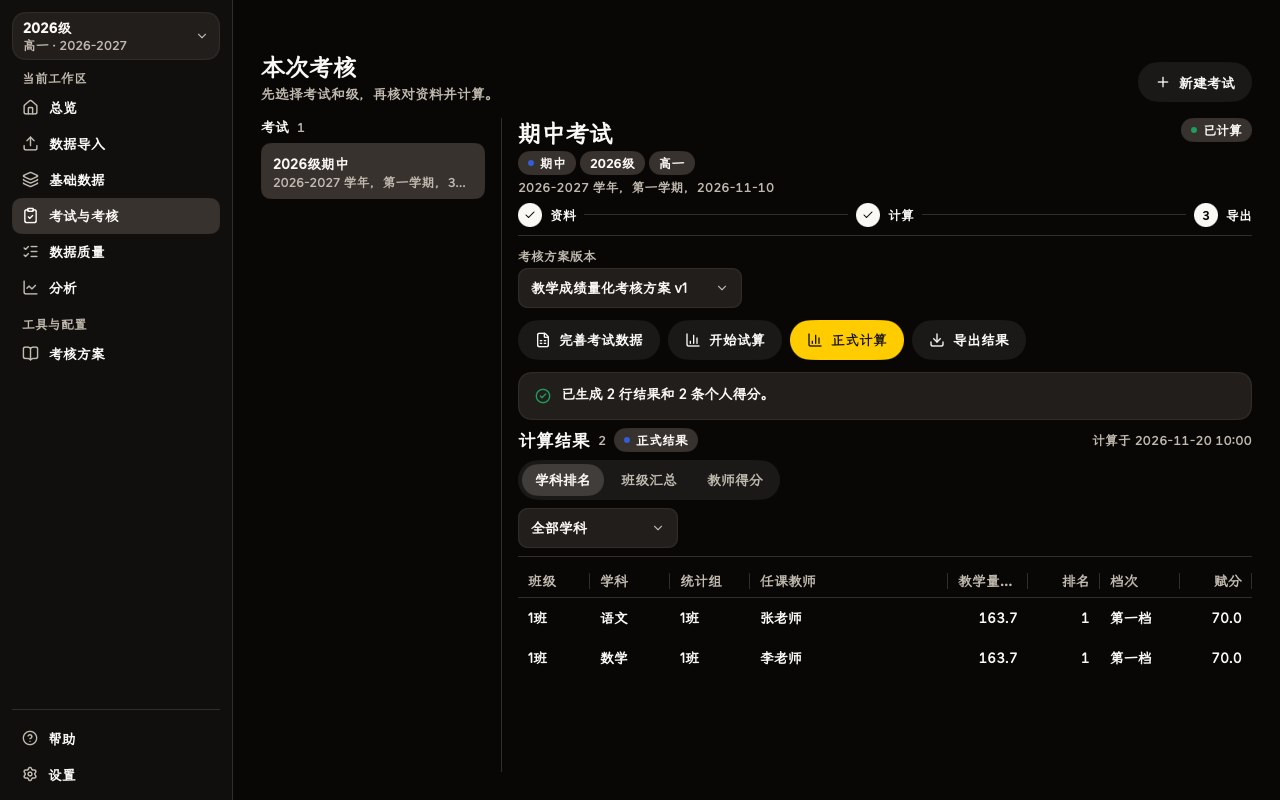 2026级
高一 · 2026-2027
当前工作区
总览
数据导入
基础数据
考试与考核
数据质量
分析
工具与配置
考核方案
帮助
设置
本次考核
先选择考试和级，再核对资料并计算。
新建考试
考试 1
2026级期中
2026-2027 学年，第一学期，3...
期中考试
已计算
期中 2026级 高一
2026-2027 学年，第一学期，2026-11-10
资料 计算 3 导出
考核方案版本
教学成绩量化考核方案 v1
完善考试数据 开始试算 正式计算 导出结果
已生成 2 行结果和 2 条个人得分。
计算结果 2 正式结果 计算于 2026-11-20 10:00
学科排名 班级汇总 教师得分
全部学科
班级 学科 统计组 任课教师 教学量... 排名 档次 赋分
1班 语文 1班 张老师 163.7 1 第一档 70.0
1班 数学 1班 李老师 163.7 1 第一档 70.0